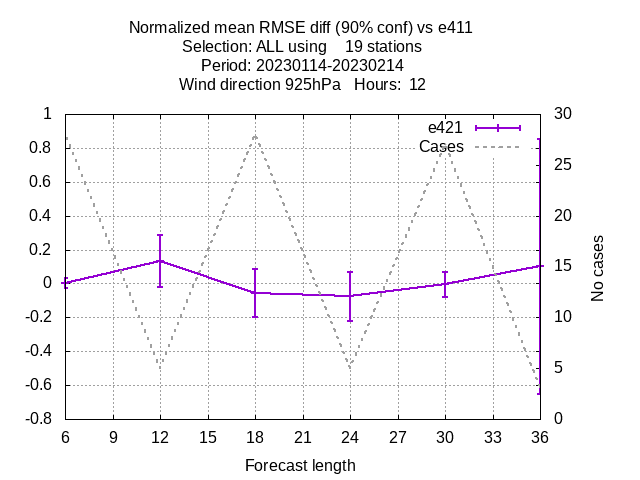 Normalized mean RMSE diff (90% conf) vs e411
Selection: ALL using 19 stations
Period: 20230114-20230214
Wind direction 925hPa Hours: 12
e421
Cases
1
0.8
0.6
0.4
0.2
0
-0.2
-0.4
-0.6
-0.8
30
25
20
15
10
5
0
No cases
6 9 12 15 18 21 24 27 30 33 36
Forecast length